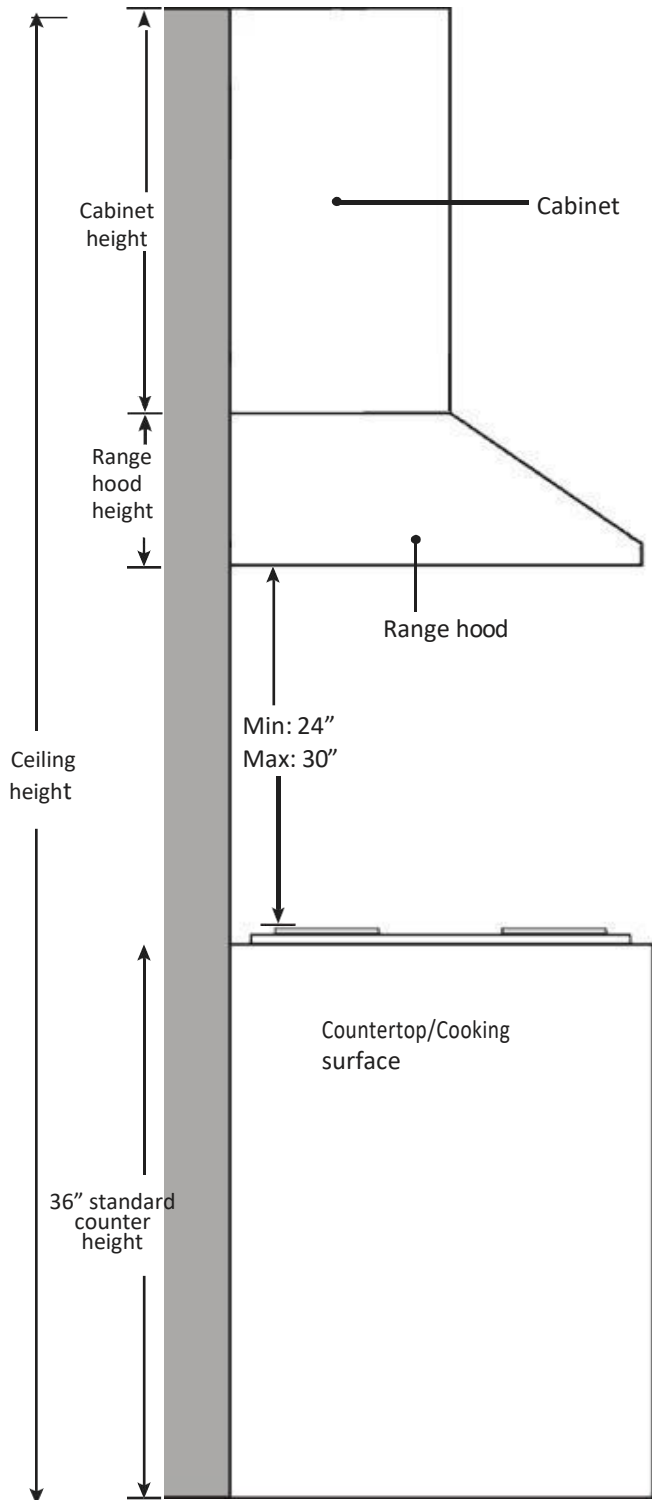 Cabinet
height
Cabinet
Range
hood
height
Range hood
Min: 24”
Max: 30”
Ceiling
height
Countertop/Cooking
surface
36” standard
counter
height